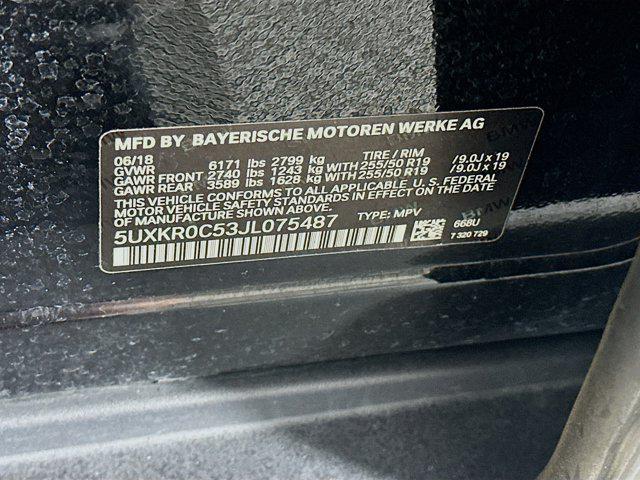 MFD BY BAYERISCHE MOTOREN WERKE AG
06/18 TIRE / RIM
GVWR 6171 lbs 2799 kg
GAWR FRONT 2740 lbs 1243 kg WITH 255/50 R19 /9.0J x 19
GAWR REAR 3589 lbs 1628 kg WITH 255/50 R19 /9.0J x 19
THIS VEHICLE CONFORMS TO ALL APPLICABLE U.S. FEDERAL
MOTOR VEHICLE SAFETY STANDARDS IN EFFECT ON THE DATE
OF MANUFACTURE SHOWN ABOVE.
5UXKR0C53JL075487 TYPE: MPV 668U
7 320 729